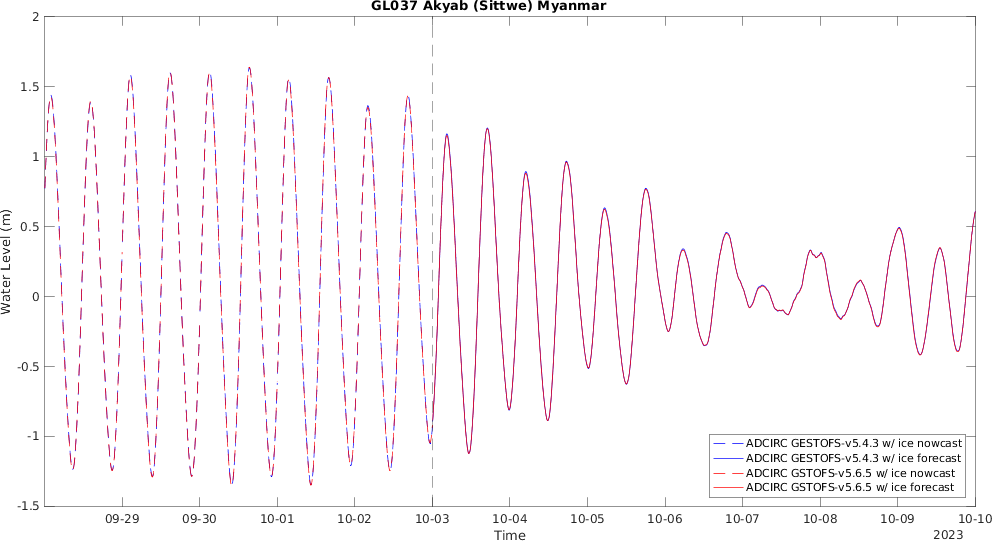 GL037 Akyab (Sittwe) Myanmar
2
1.5
1
0.5
0
-0.5
-1
-1.5
Water Level (m)
ADCIRC GESTOFS-v5.4.3 w/ ice nowcast
ADCIRC GESTOFS-v5.4.3 w/ ice forecast
ADCIRC GSTOFS-v5.6.5 w/ ice nowcast
ADCIRC GSTOFS-v5.6.5 w/ ice forecast
09-29 09-30 10-01 10-02 10-03 10-04 10-05 10-06 10-07 10-08 10-09 10-10
Time
2023